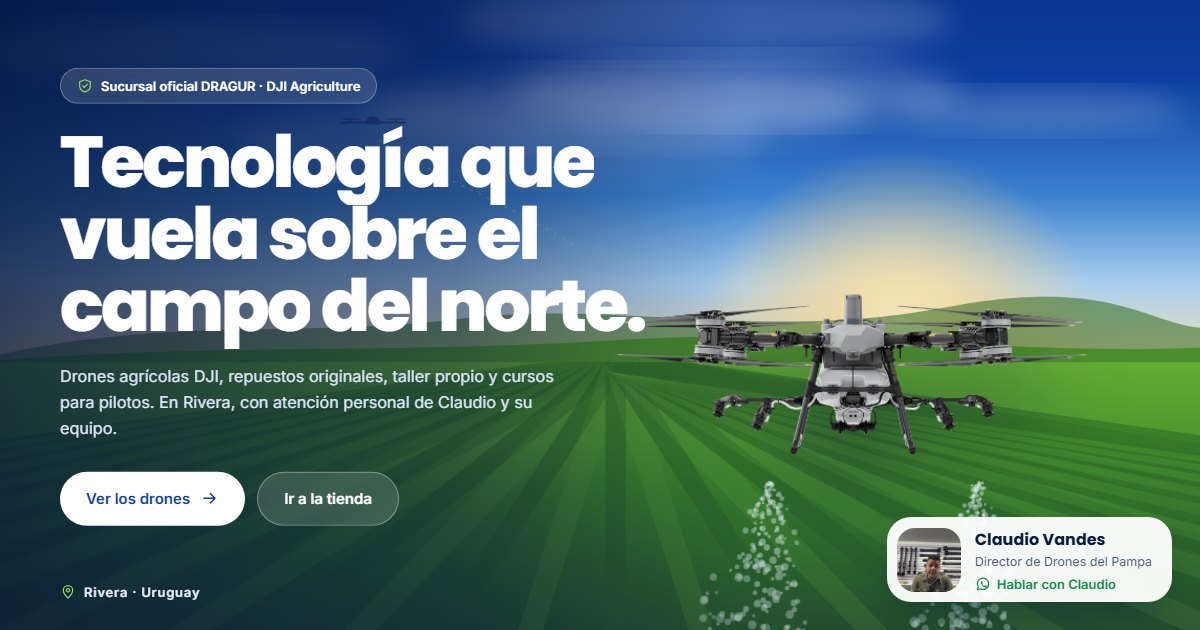 Sucursal oficial DRAGUR · DJI Agriculture
Tecnología que
vuela sobre el
campo del norte.
Drones agrícolas DJI, repuestos originales, taller propio y cursos
para pilotos. En Rivera, con atención personal de Claudio y su
equipo.
Ver los drones →
Ir a la tienda
Rivera · Uruguay
Claudio Vandes
Director de Drones del Pampa
Hablar con Claudio